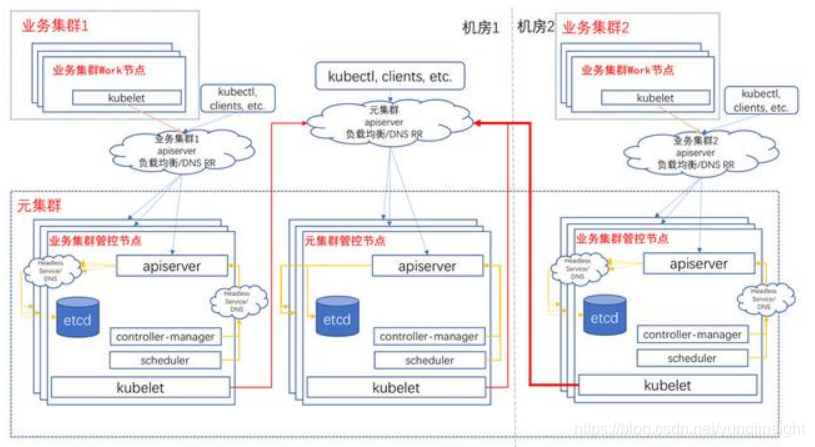 业务集群1
业务集群Work节点
kubelet
kubectl,
clients, etc.
业务集群1
apiserver
负载均衡/DNS RR
机房1
kubectl, clients, etc.
元集群
apiserver
负载均衡/DNS RR
机房2
业务集群2
业务集群Work节点
kubelet
kubectl,
clients, etc.
业务集群2
apiserver
负载均衡/DNS RR
元集群
业务集群管控节点
Headless
Service/
DNS
apiserver
Headless
Service/
DNS
etcd
controller-manager
scheduler
kubelet
元集群管控节点
apiserver
etcd
controller-manager
scheduler
kubelet
业务集群管控节点
Headless
Service/
DNS
apiserver
Headless
Service/
DNS
etcd
controller-manager
scheduler
kubelet
https://blog.csdn.net/yunqiinsight